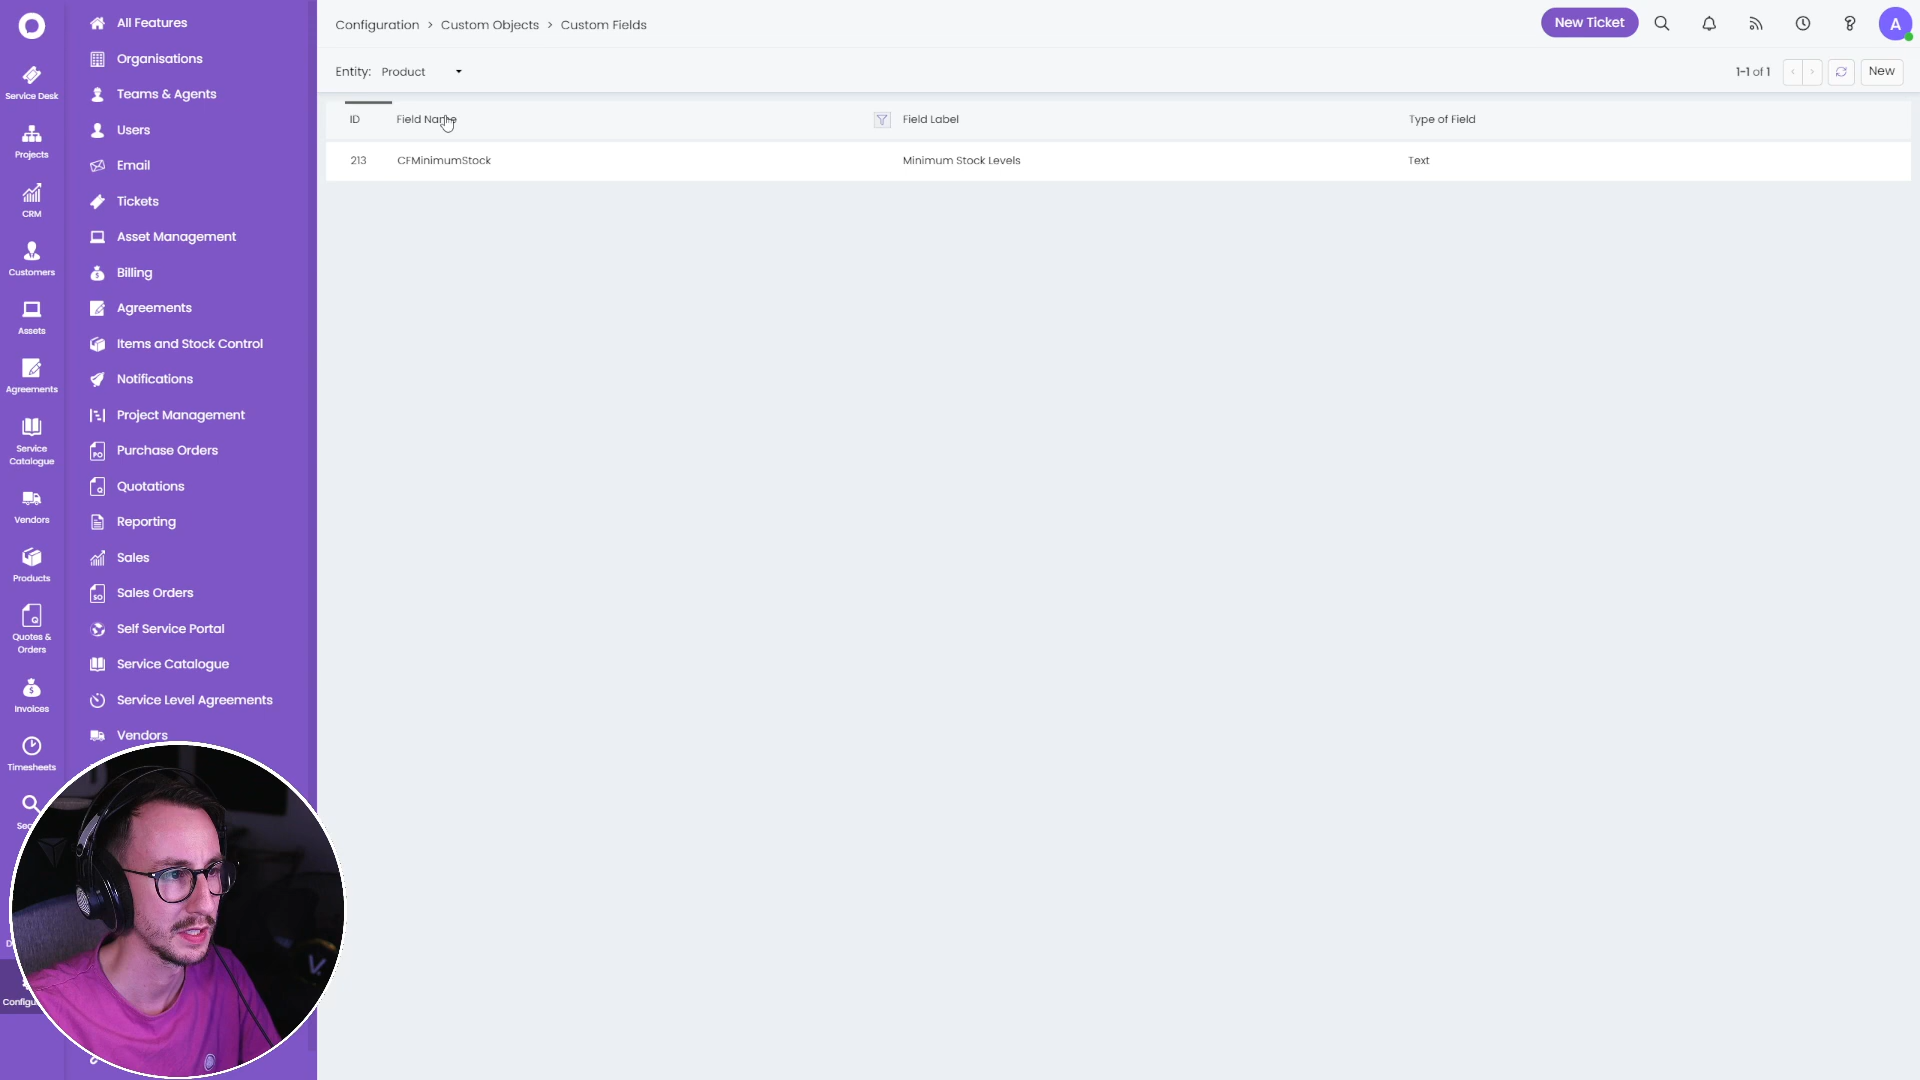 All Features
Organisations
Teams & Agents
Users
Email
Tickets
Asset Management
Billing
Agreements
Items and Stock Control
Notifications
Project Management
Purchase Orders
Quotations
Reporting
Sales
Sales Orders
Self Service Portal
Service Catalogue
Service Level Agreements
Vendors
Service Desk
Projects
CRM
Customers
Assets
Agreements
Service
Catalogue
Vendors
Products
Quotes &
Orders
Invoices
Timesheets
Configuration > Custom Objects > Custom Fields
New Ticket
A
Entity: Product
1-1 of 1
New
ID Field Name Field Label Type of Field
213 CFMinimumStock Minimum Stock Levels Text